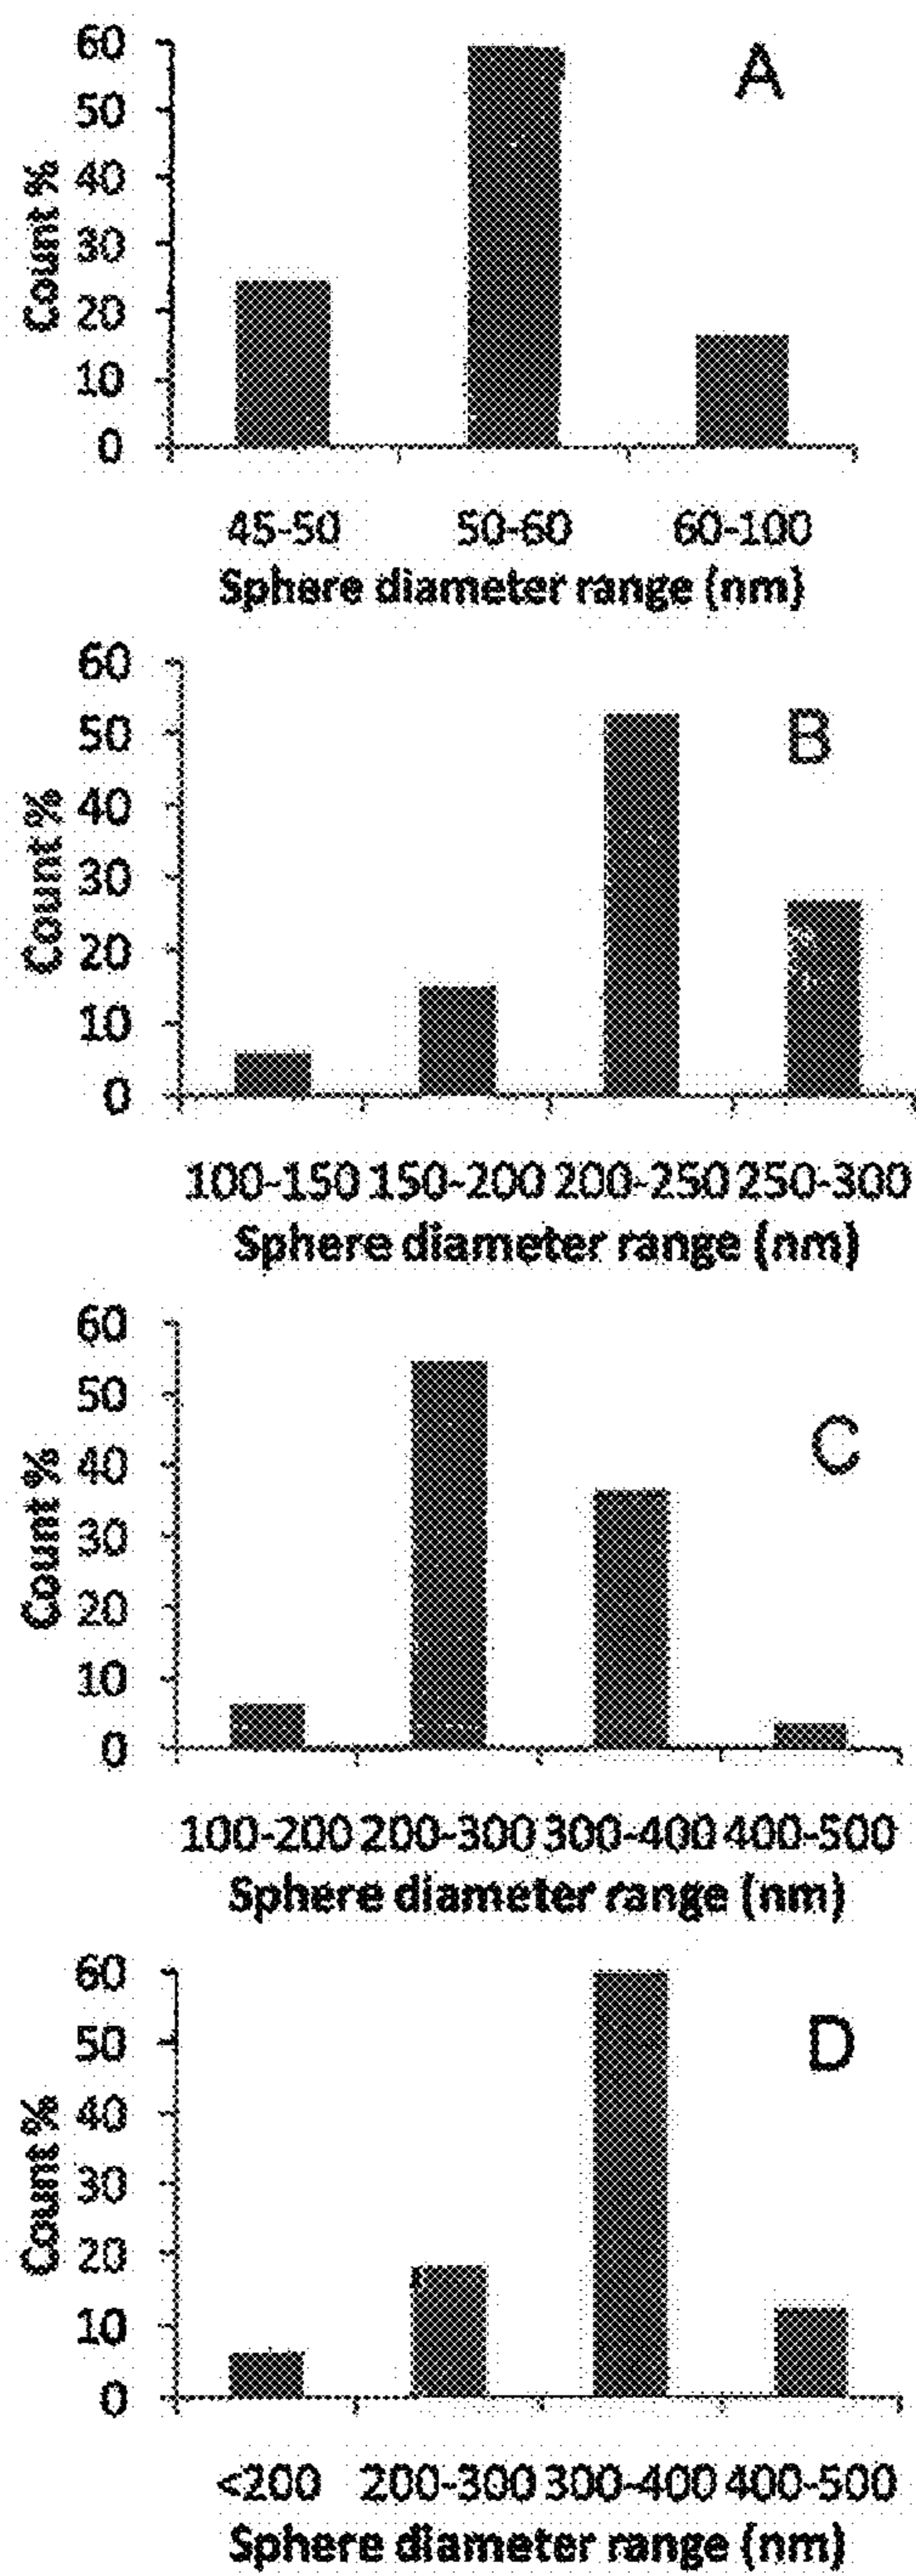 60
A
50
40
30
20
10
0
Count %
45-50 50-60 60-100
Sphere diameter range (nm)
60
B
50
40
30
20
10
0
Count %
100-150 150-200 200-250 250-300
Sphere diameter range (nm)
60
C
50
40
30
20
10
0
Count %
100-200 200-300 300-400 400-500
Sphere diameter range (nm)
60
D
50
40
30
20
10
0
Count %
<200 200-300 300-400 400-500
Sphere diameter range (nm)